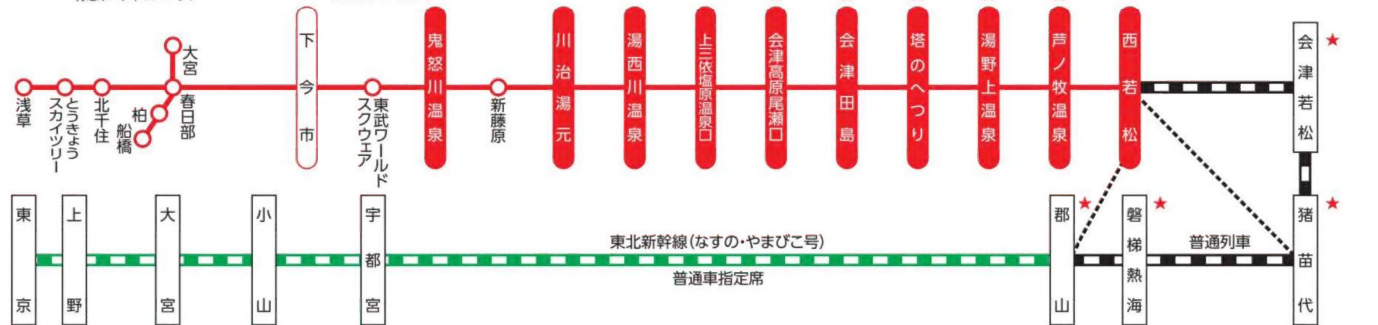 大宮
浅草
とうきょう
スカイツリー
北千住
春日部
柏
船橋
下今市
東武ワールド
スクウェア
鬼怒川温泉
新藤原
川治湯元
湯西川温泉
上三依塩原温泉口
会津高原尾瀬口
会津田島
塔のへつり
湯野上温泉
芦ノ牧温泉
西若松
会津若松
★
東京
上野
大宮
小山
宇都宮
東北新幹線(なすの・やまびこ号)
普通車指定席
郡山
★
磐梯熱海
★
普通列車
猪苗代
★